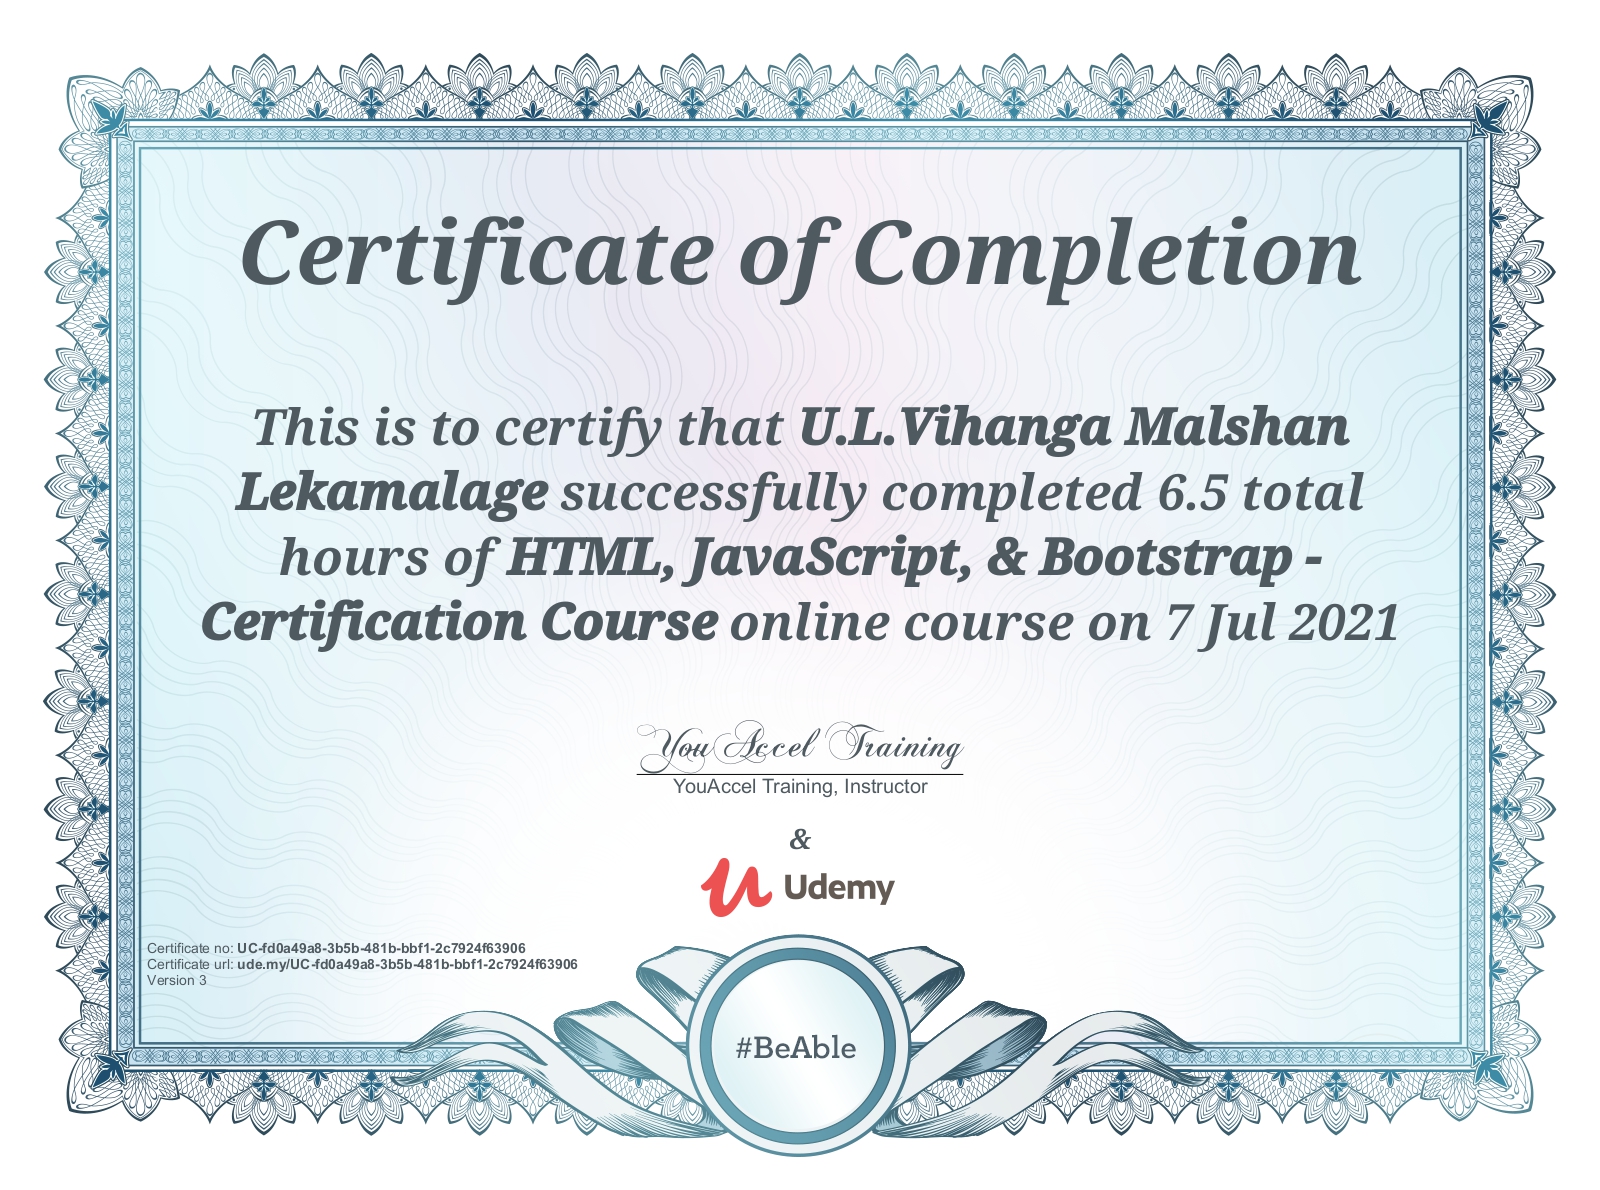 Certificate of Completion
This is to certify that U.L.Vihanga Malshan
Lekamalage successfully completed 6.5 total
hours of HTML, JavaScript, & Bootstrap -
Certification Course online course on 7 Jul 2021
YouAccel Training
YouAccel Training, Instructor
&
Udemy
Certificate no: UC-fd0a49a8-3b5b-481b-bbf1-2c7924f63906
Certificate url: ude.my/UC-fd0a49a8-3b5b-481b-bbf1-2c7924f63906
Version 3
#BeAble